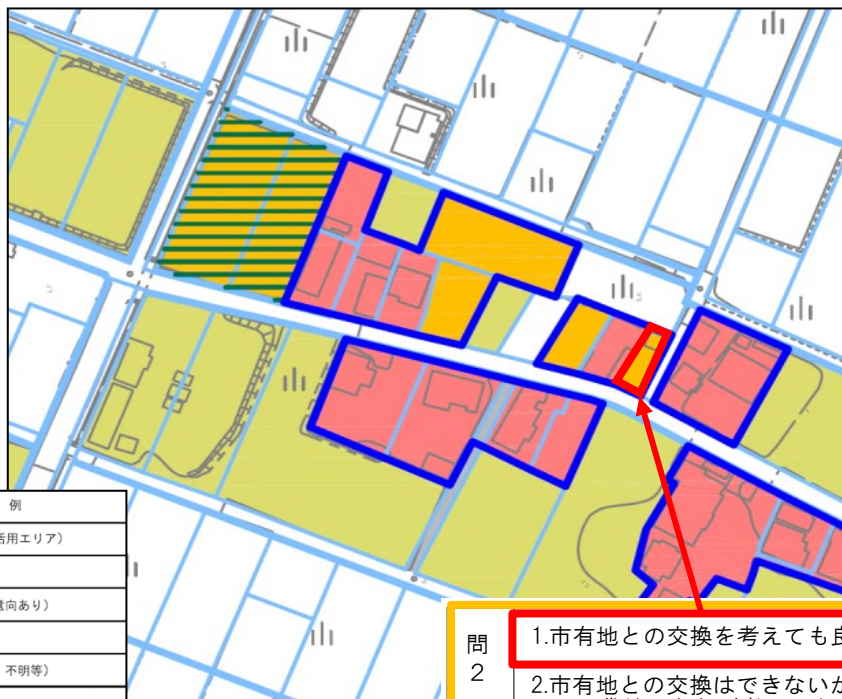 例
活用エリア）
意向あり）
不明等）
問
2
1.市有地との交換を考えても良
2.市有地との交換はできないが